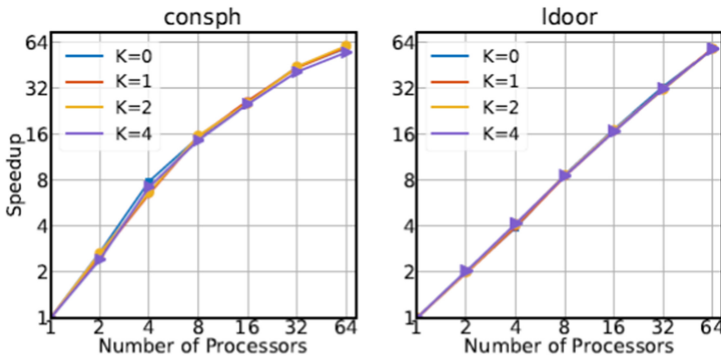 consph
64
32
16
8
4
2
1
Speedup
K=0
K=1
K=2
K=4
1 2 4 8 16 32 64
Number of Processors
ldoor
64
32
16
8
4
2
1
K=0
K=1
K=2
K=4
1 2 4 8 16 32 64
Number of Processors